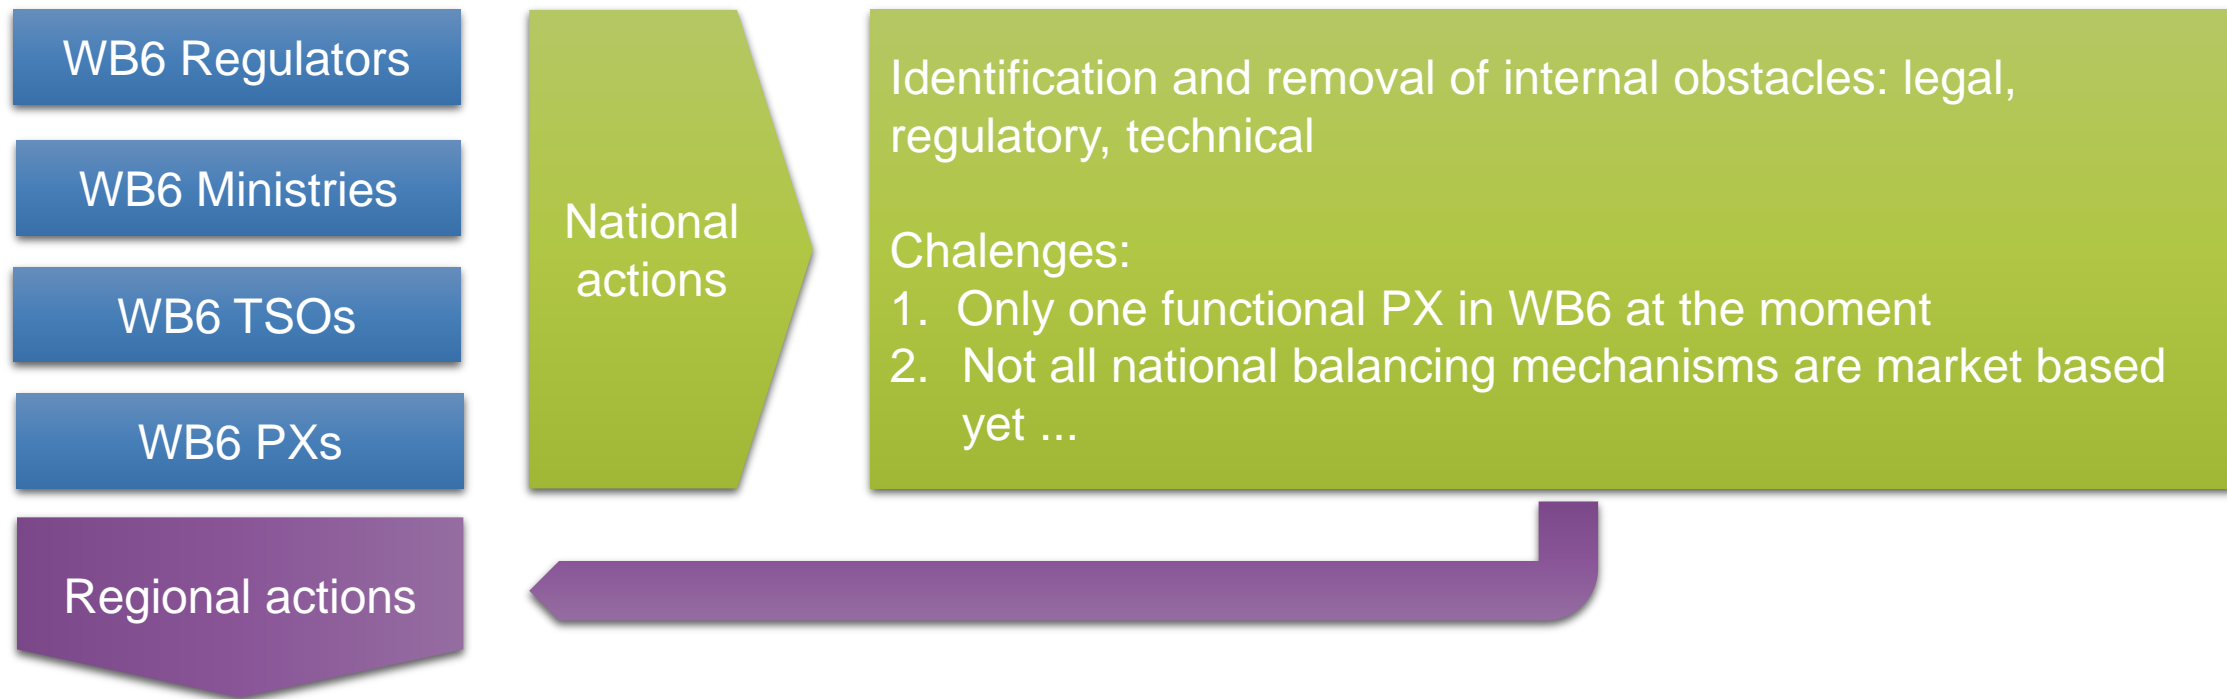 WB6 Regulators
WB6 Ministries
WB6 TSOs
WB6 PXs
Regional actions
National
actions
Identification and removal of internal obstacles: legal,
regulatory, technical
Chalenges:
1. Only one functional PX in WB6 at the moment
2. Not all national balancing mechanisms are market based
yet ...